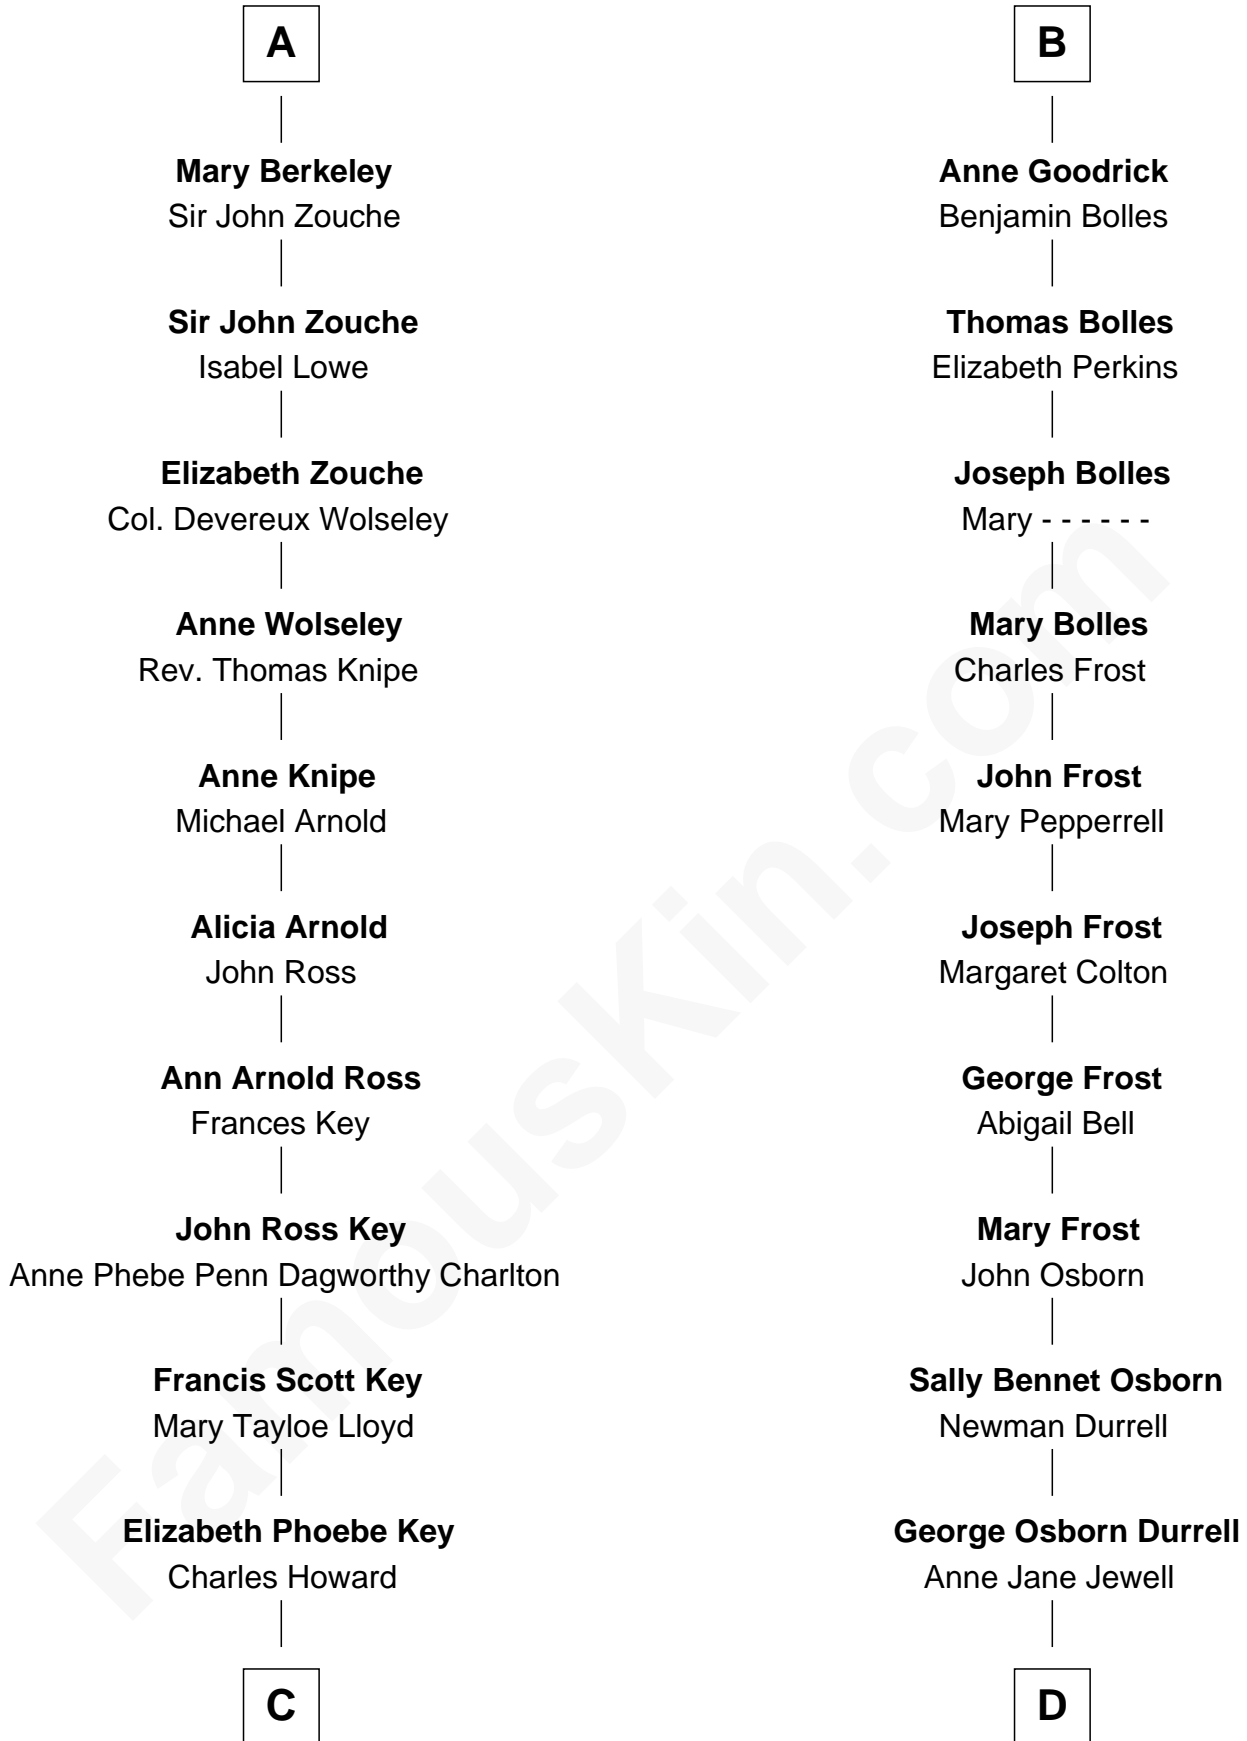 A
Mary Berkeley
Sir John Zouche
Sir John Zouche
Isabel Lowe
Elizabeth Zouche
Col. Devereux Wolseley
Anne Wolseley
Rev. Thomas Knipe
Anne Knipe
Michael Arnold
Alicia Arnold
John Ross
Ann Arnold Ross
Frances Key
John Ross Key
Anne Phebe Penn Dagworthy Charlton
Francis Scott Key
Mary Tayloe Lloyd
Elizabeth Phoebe Key
Charles Howard
C
B
Anne Goodrick
Benjamin Bolles
Thomas Bolles
Elizabeth Perkins
Joseph Bolles
Mary - - - - - -
Mary Bolles
Charles Frost
John Frost
Mary Pepperrell
Joseph Frost
Margaret Colton
George Frost
Abigail Bell
Mary Frost
John Osborn
Sally Bennet Osborn
Newman Durrell
George Osborn Durrell
Anne Jane Jewell
D
FamousKin.com